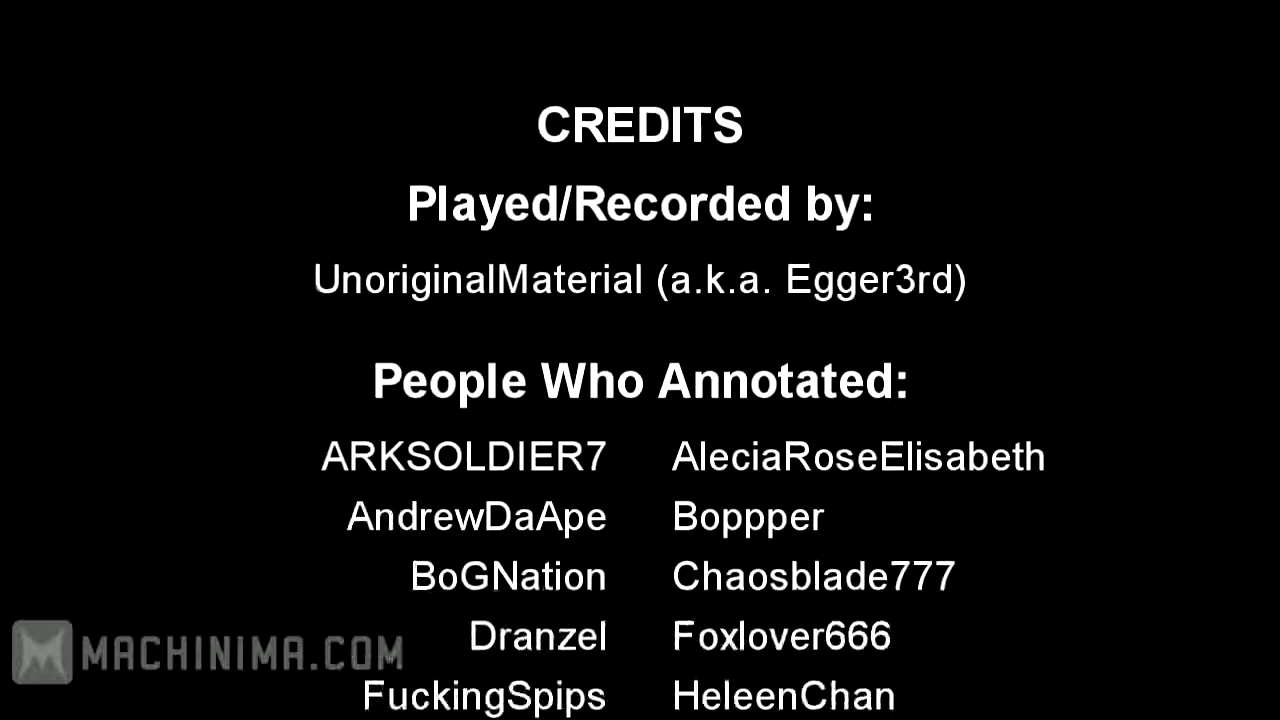 CREDITS
Played/Recorded by:
UnoriginalMaterial (a.k.a. Egger3rd)
People Who Annotated:
ARKSOLDIER7 AleciaRoseElisabeth
AndrewDaApe Boppper
BoGNation Chaosblade777
Dranzel Foxlover666
MACHINIMA.COM
FuckingSpips HeleenChan